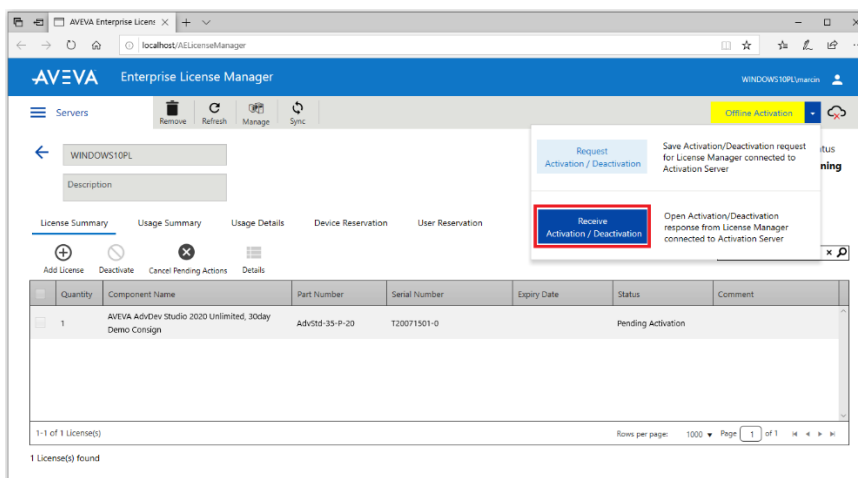 AVEVA Enterprise Licens
localhost/AELicenseManager
AVEVA Enterprise License Manager
WINDOWS10PL\marcin
Servers
Remove Refresh Manage Sync
Offline Activation
WINDOWS10PL
Description
Request
Activation / Deactivation
Save Activation/Deactivation request
for License Manager connected to
Activation Server
Receive
Activation / Deactivation
Open Activation/Deactivation
response from License Manager
connected to Activation Server
tus
ning
License Summary Usage Summary Usage Details Device Reservation User Reservation
Add License Deactivate Cancel Pending Actions Details
Quantity Component Name Part Number Serial Number Expiry Date Status Comment
1 AVEVA AdvDev Studio 2020 Unlimited, 30day
Demo Consign AdvStd-35-P-20 T20071501-0 Pending Activation
1-1 of 1 License(s)
Rows per page: 1000 Page 1 of 1
1 License(s) found